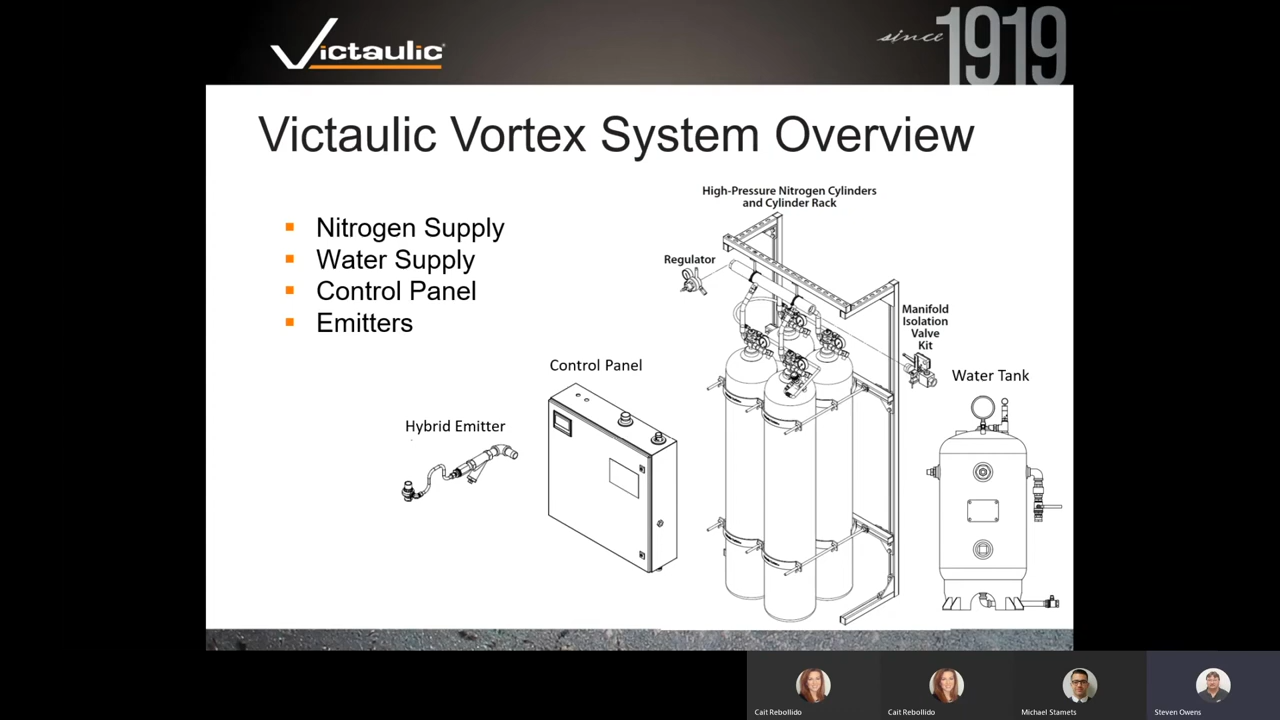 Victaulic
since 1919
Victaulic Vortex System Overview
Nitrogen Supply
Water Supply
Control Panel
Emitters
High-Pressure Nitrogen Cylinders
and Cylinder Rack
Regulator
Manifold
Isolation
Valve
Kit
Water Tank
Control Panel
Hybrid Emitter
Cait Rebollido
Cait Rebollido
Michael Stamets
Steven Owens